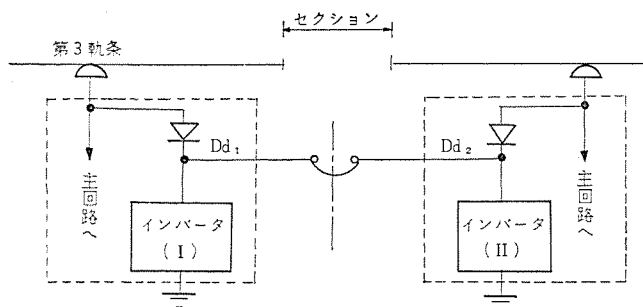 セクション
第3軌条
Dd₁
Dd₂
主回路へ
インバータ
(I)
インバータ
(II)
主回路へ